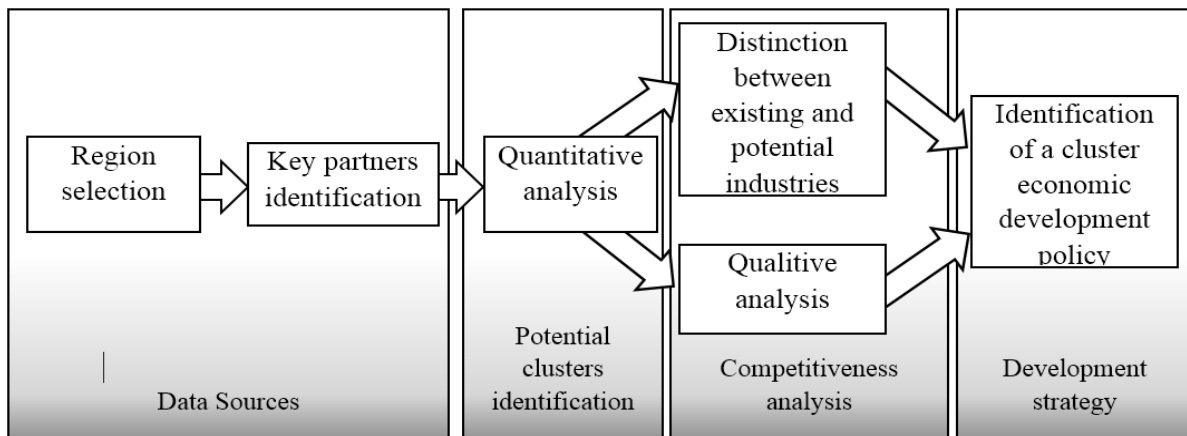 Region
selection
Key partners
identification
Quantitative
analysis
Distinction
between
existing and
potential
industries
Qualitive
analysis
Identification
of a cluster
economic
development
policy
Data Sources
Potential
clusters
identification
Competitiveness
analysis
Development
strategy